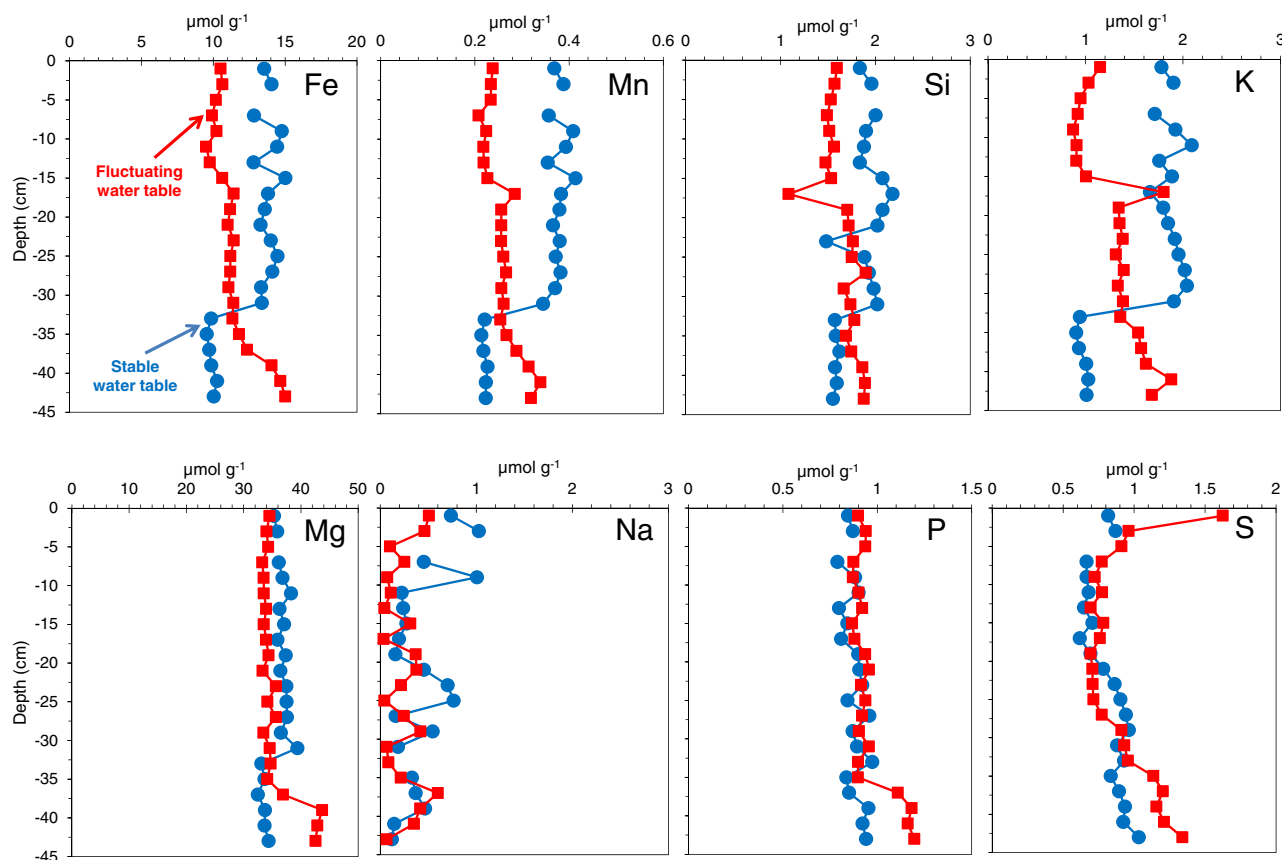 µmol g-1 µmol g-1 µmol g-1 µmol g-1
0 5 10 15 20 0 0.2 0.4 0.6 0 1 2 3 0 1 2 3
0 Fe Mn Si K
-5
-10
Fluctuating
water table
-15
-20
Depth (cm)
-25
-30
-35
Stable
water table
-40
-45
µmol g-1 µmol g-1 µmol g-1 µmol g-1
0 10 20 30 40 50 0 1 2 3 0 0.5 1 1.5 0 0.5 1 1.5 2
0 Mg Na P S
-5
-10
-15
-20
Depth (cm)
-25
-30
-35
-40
-45